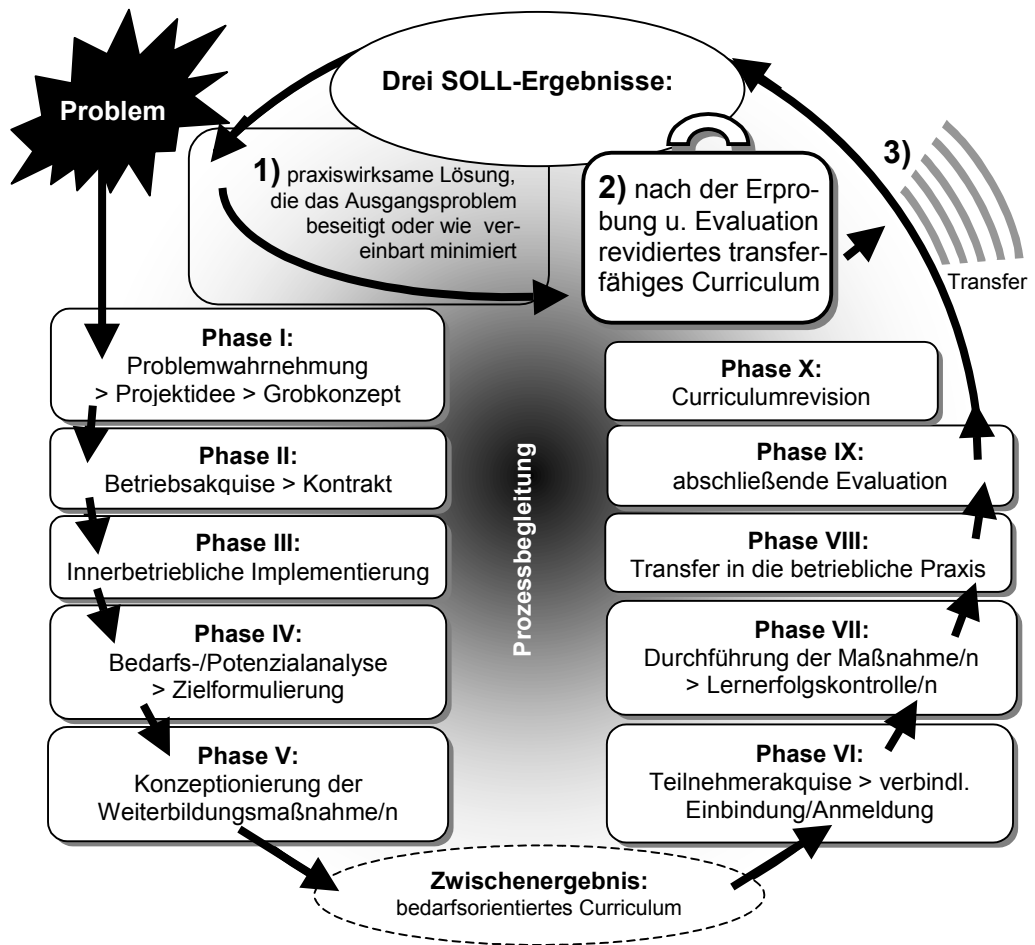 Drei SOLL-Ergebnisse:
Problem
1) praxiswirksame Lösung,
die das Ausgangsproblem
beseitigt oder wie ver-
einbart minimiert
2) nach der Erpro-
bung u. Evaluation
revidiertes transfer-
fähiges Curriculum
3)
Transfer
Phase I:
Problemwahrnehmung
> Projektidee > Grobkonzept
Phase II:
Betriebsakquise > Kontrakt
Phase III:
Innerbetriebliche Implementierung
Phase IV:
Bedarfs-/Potenzialanalyse
> Zielformulierung
Phase V:
Konzeptionierung der
Weiterbildungsmaßnahme/n
Prozessbegleitung
Zwischenergebnis:
bedarfsorientiertes Curriculum
Phase X:
Curriculumrevision
Phase IX:
abschließende Evaluation
Phase VIII:
Transfer in die betriebliche Praxis
Phase VII:
Durchführung der Maßnahme/n
> Lernerfolgskontrolle/n
Phase VI:
Teilnehmerakquise > verbindl.
Einbindung/Anmeldung